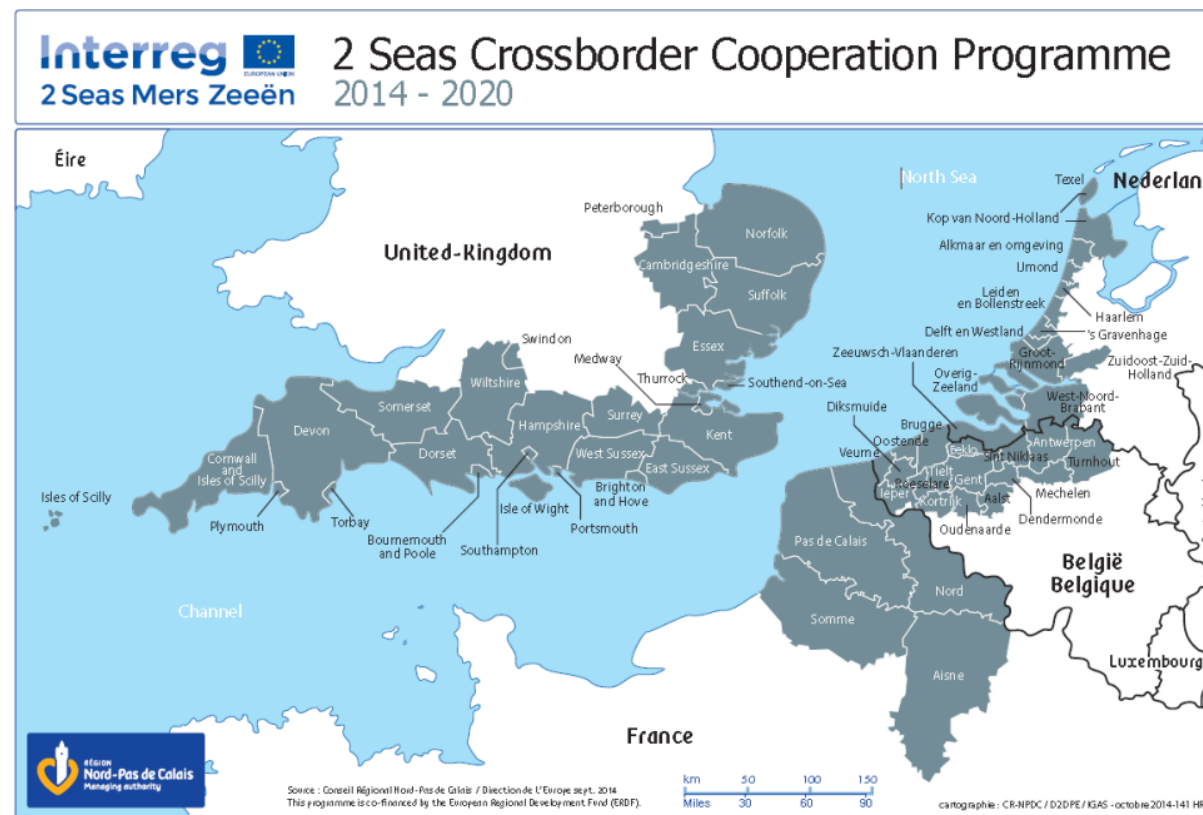 Interreg
EUROPEAN UNION
2 Seas Mers Zeeën
2 Seas Crossborder Cooperation Programme
2014 - 2020
Éire
North Sea
Texel
Nederlan
Peterborough
Kop van Noord-Holland
Norfolk
United-Kingdom
Alkmaar en omgeving
Cambridgeshire
IJmond
Suffolk
Leiden
en Bollenstreek
Haarlem
Swindon
Delft en Westland
's Gravenhage
Essex
Medway
Zeeuwsch-Vlaanderen
Groot-
Rijnmond
Zuidoost-Zuid-
Holland
Thurrock
Southend-on-Sea
Overig-
Zeeland
Wiltshire
West-Noord-
Brabant
Diksmuide
Somerset
Surrey
Brugge
Hampshire
Devon
Kent
Oostende
Antwerpen
Eeklo
Veurne
Dorset
West Sussex
Sint Niklaas
Turnhout
Cornwall
and
Isles of Scilly
East Sussex
Tielt
Gent
Roeselare
Ieper
Kortrijk
Aalst
Mechelen
Isles of Scilly
Brighton
and Hove
Isle of Wight
Plymouth
Torbay
Portsmouth
Dendermonde
Oudenaarde
Bournemouth
and Poole
Southampton
Pas de Calais
België
Belgique
Nord
Channel
Somme
Luxembourg
Aisne
France
RÉGION
Nord-Pas de Calais
Managing authority
km 50 100 150
Miles 30 60 90
Source : Conseil Régional Nord-Pas de Calais / Direction de L'Europe sept. 2014
This programme is co-financed by the European Regional Development Fund (ERDF).
cartographie : CR-NPDC / D2DPE / IGAS - octobre 2014-141 HR